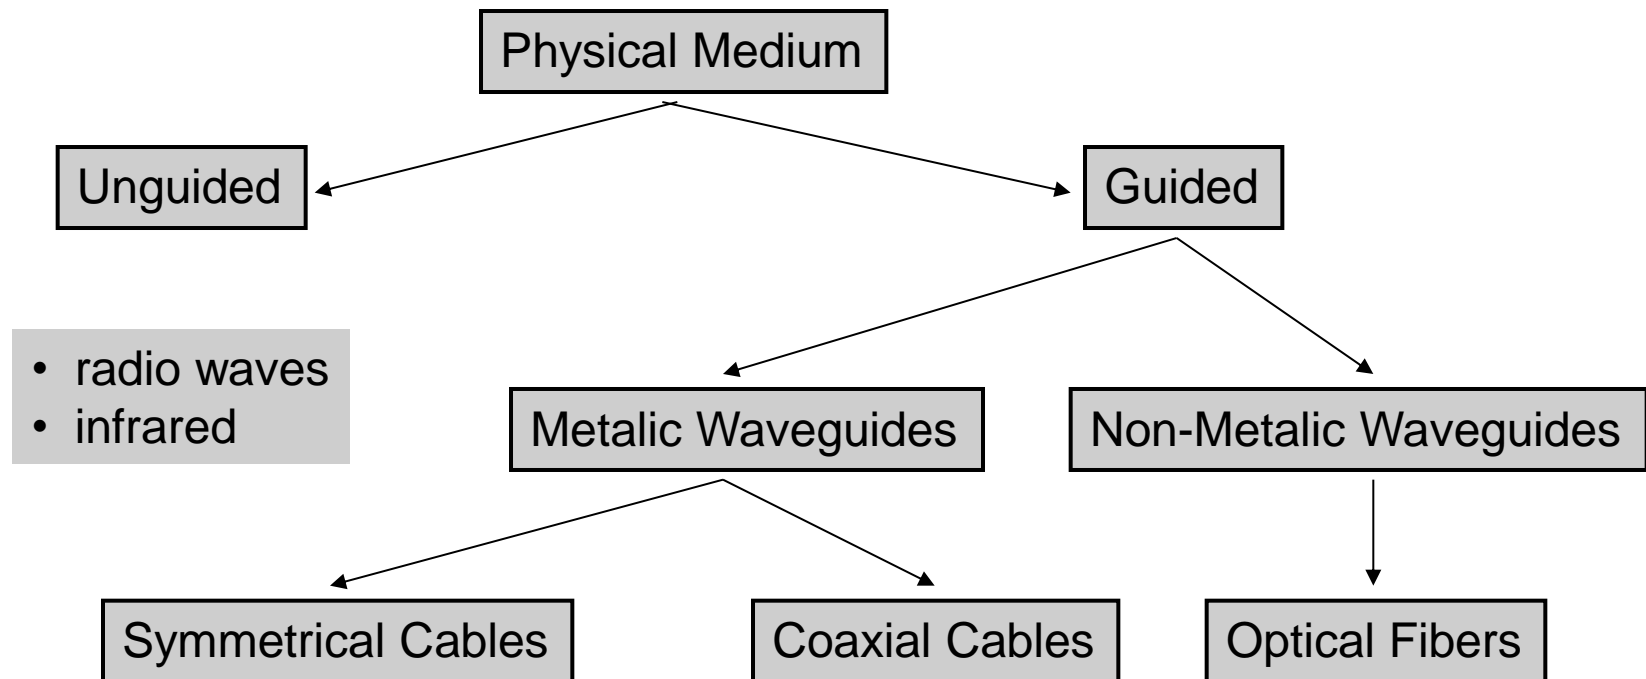 Physical Medium
Unguided
Guided
• radio waves
• infrared
Metalic Waveguides
Non-Metalic Waveguides
Symmetrical Cables
Coaxial Cables
Optical Fibers